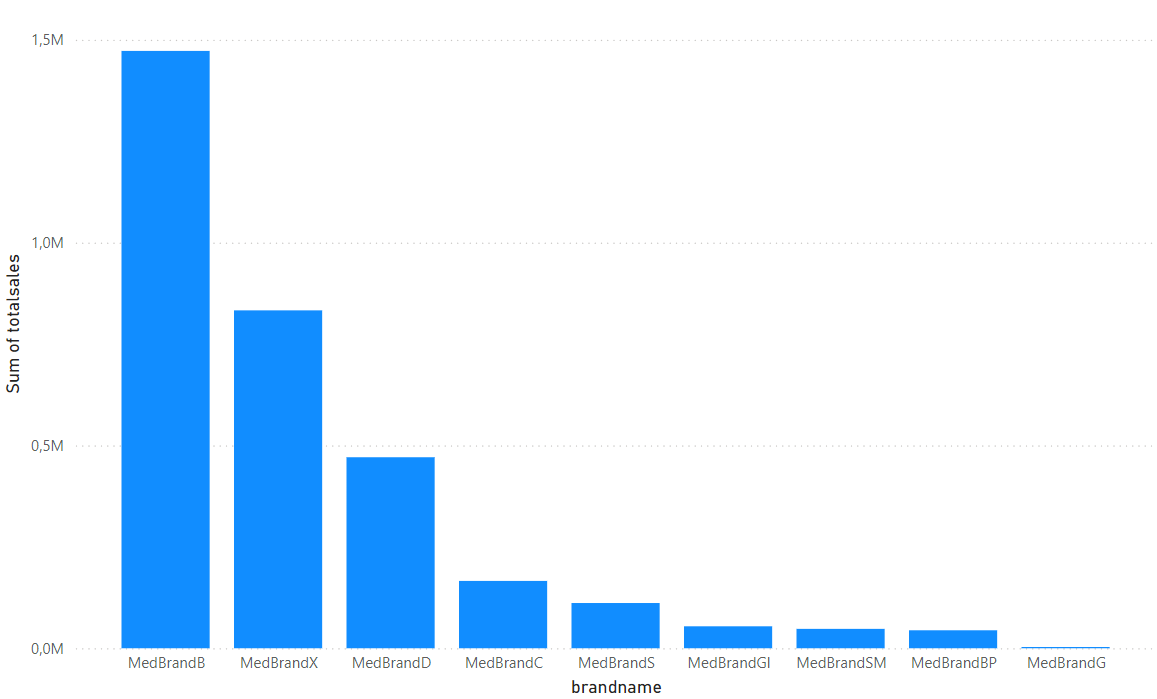 1,5M
1,0M
0,5M
0,0M
Sum of totalsales
MedBrandB MedBrandX MedBrandD MedBrandC MedBrandS MedBrandGI MedBrandSM MedBrandBP MedBrandG
brandname